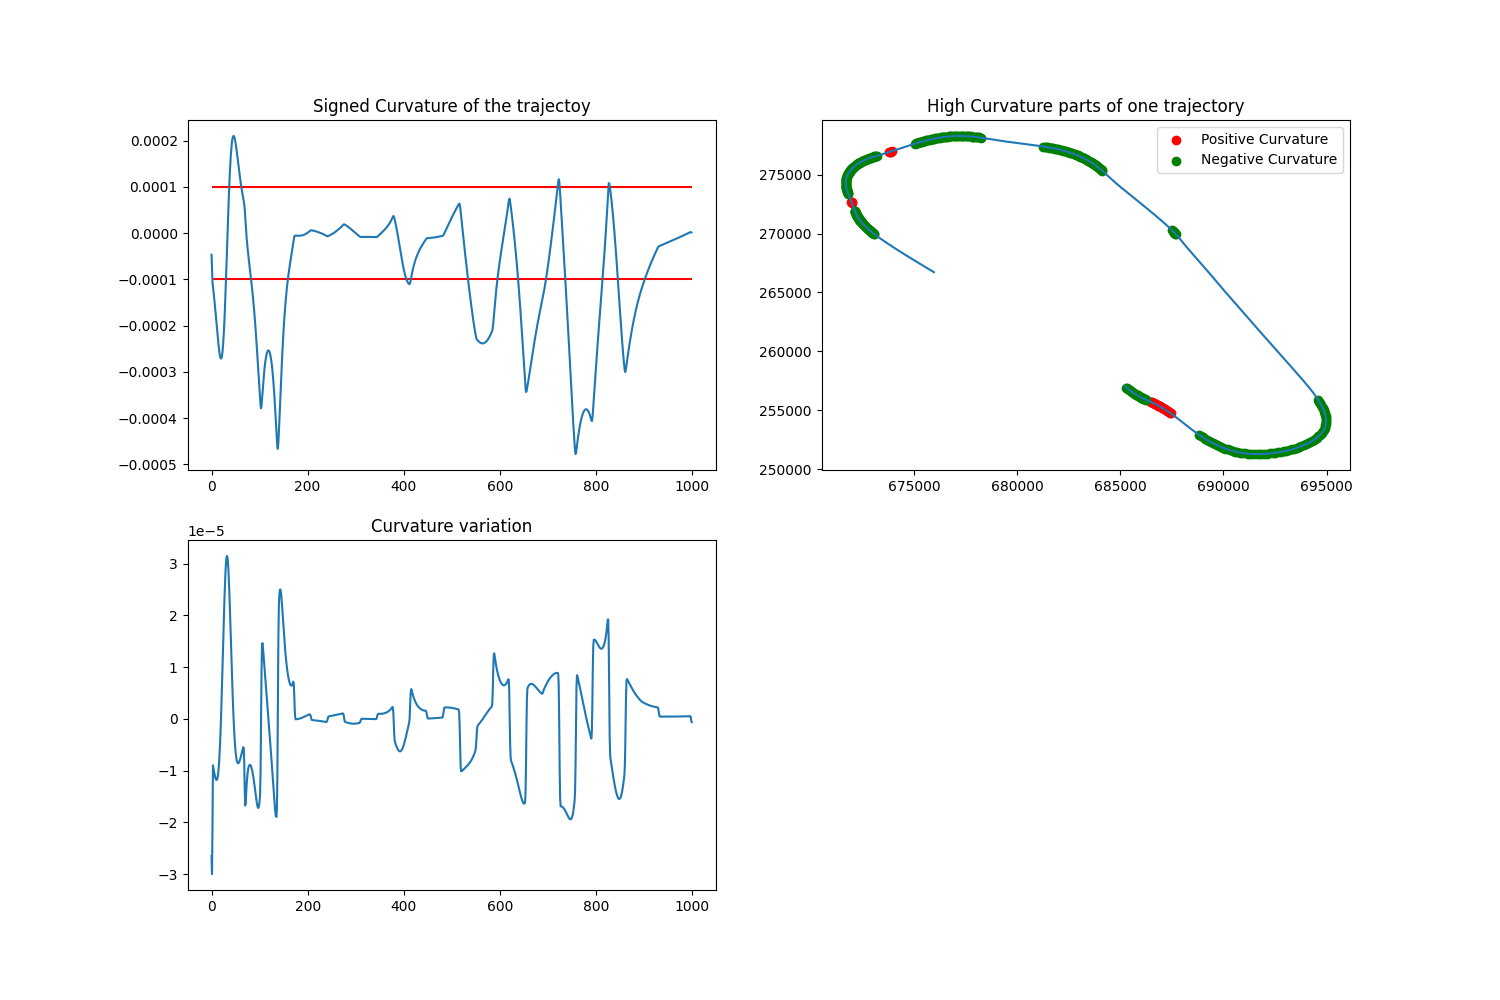 Signed Curvature of the trajectoy
0.0002
0.0001
0.0000
−0.0001
−0.0002
−0.0003
−0.0004
−0.0005
0 200 400 600 800 1000
High Curvature parts of one trajectory
Positive Curvature
Negative Curvature
275000
270000
265000
260000
255000
250000
675000 680000 685000 690000 695000
Curvature variation
1e−5
3
2
1
0
−1
−2
−3
0 200 400 600 800 1000